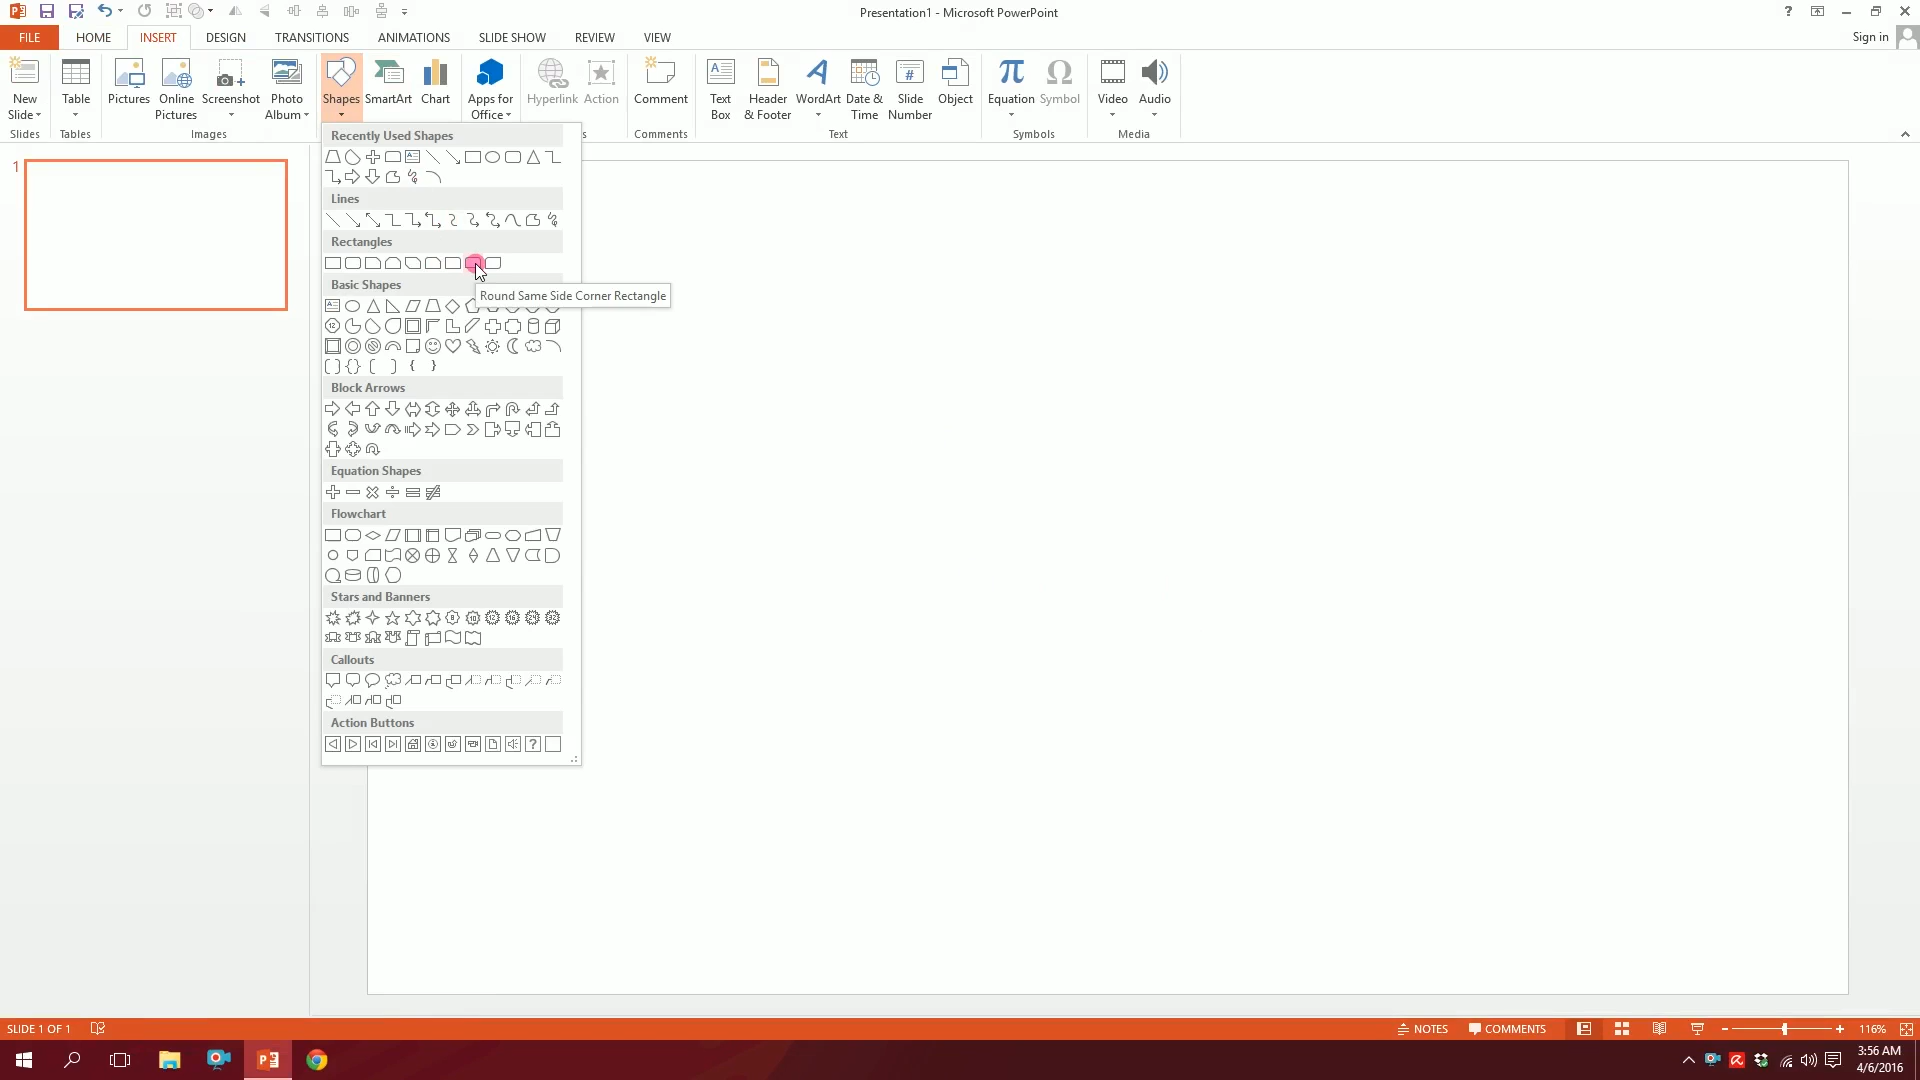 Presentation1 - Microsoft PowerPoint
?
FILE HOME INSERT DESIGN TRANSITIONS ANIMATIONS SLIDE SHOW REVIEW VIEW
Sign in
New Slide
Table
Pictures
Online Pictures
Screenshot
Photo Album
Shapes
SmartArt
Chart
Apps for Office
Hyperlink
Action
Comment
Text Box
Header & Footer
WordArt
Date & Time
Slide Number
Object
Equation
Symbol
Video
Audio
Slides
Tables
Images
s
Comments
Text
Symbols
Media
1
Recently Used Shapes
Lines
Rectangles
Round Same Side Corner Rectangle
Basic Shapes
Block Arrows
Equation Shapes
Flowchart
Stars and Banners
Callouts
Action Buttons
SLIDE 1 OF 1
NOTES
COMMENTS
116%
3:56 AM
4/6/2016